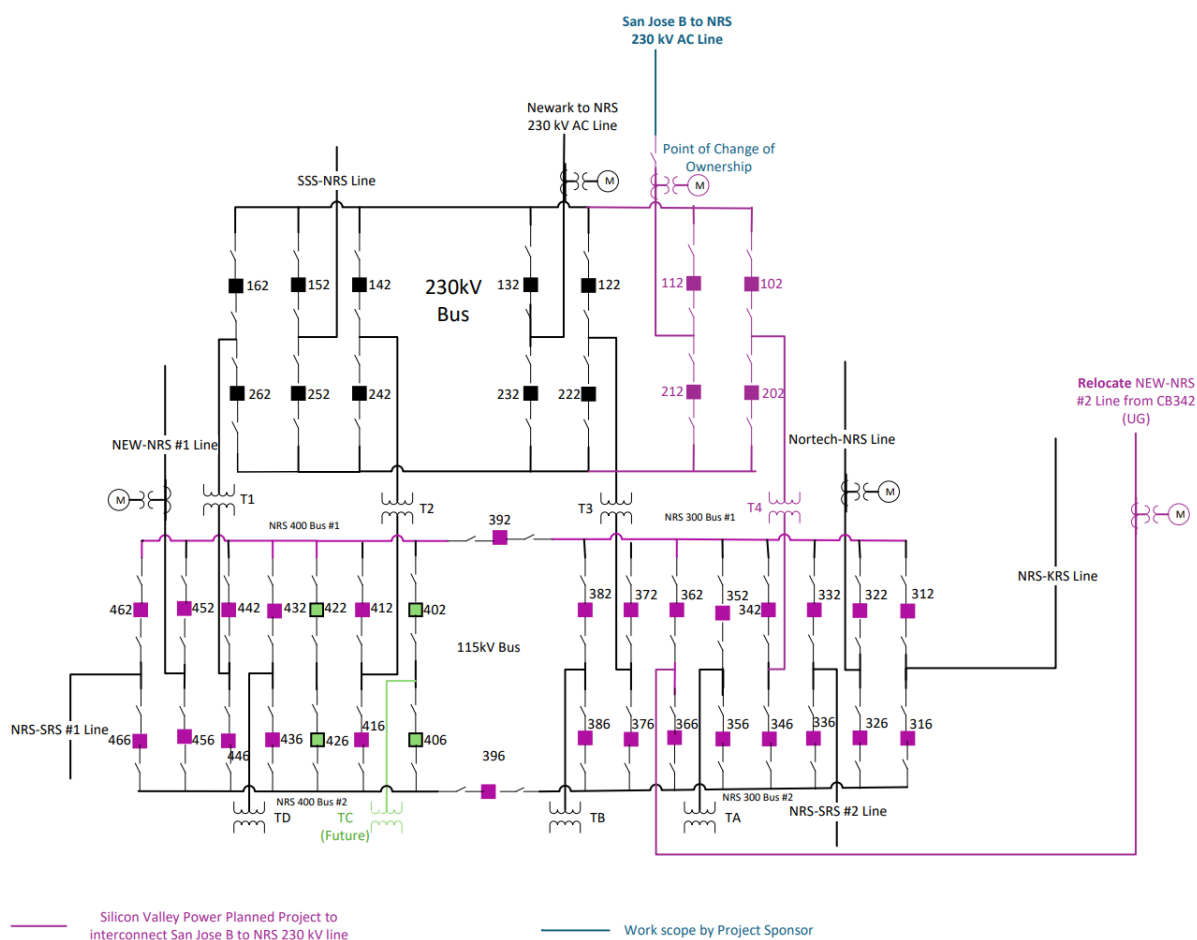 San Jose B to NRS
230 kV AC Line
Newark to NRS
230 kV AC Line
Point of Change of
Ownership
SSS-NRS Line
M
M
162
152
142
230kV
Bus
132
122
112
102
262
252
242
232
222
212
202
Relocate NEW-NRS
#2 Line from CB342
(UG)
NEW-NRS #1 Line
Nortech-NRS Line
M
T1
T2
T3
T4
M
M
NRS 400 Bus #1
392
NRS 300 Bus #1
NRS-KRS Line
462
452
442
432
422
412
402
382
372
362
352
342
332
322
312
115kV Bus
NRS-SRS #1 Line
466
456
446
436
426
416
406
396
386
376
366
356
346
336
326
316
NRS 400 Bus #2
NRS 300 Bus #2
TD
TC
(Future)
TB
TA
NRS-SRS #2 Line
Silicon Valley Power Planned Project to
interconnect San Jose B to NRS 230 kV line
Work scope by Project Sponsor